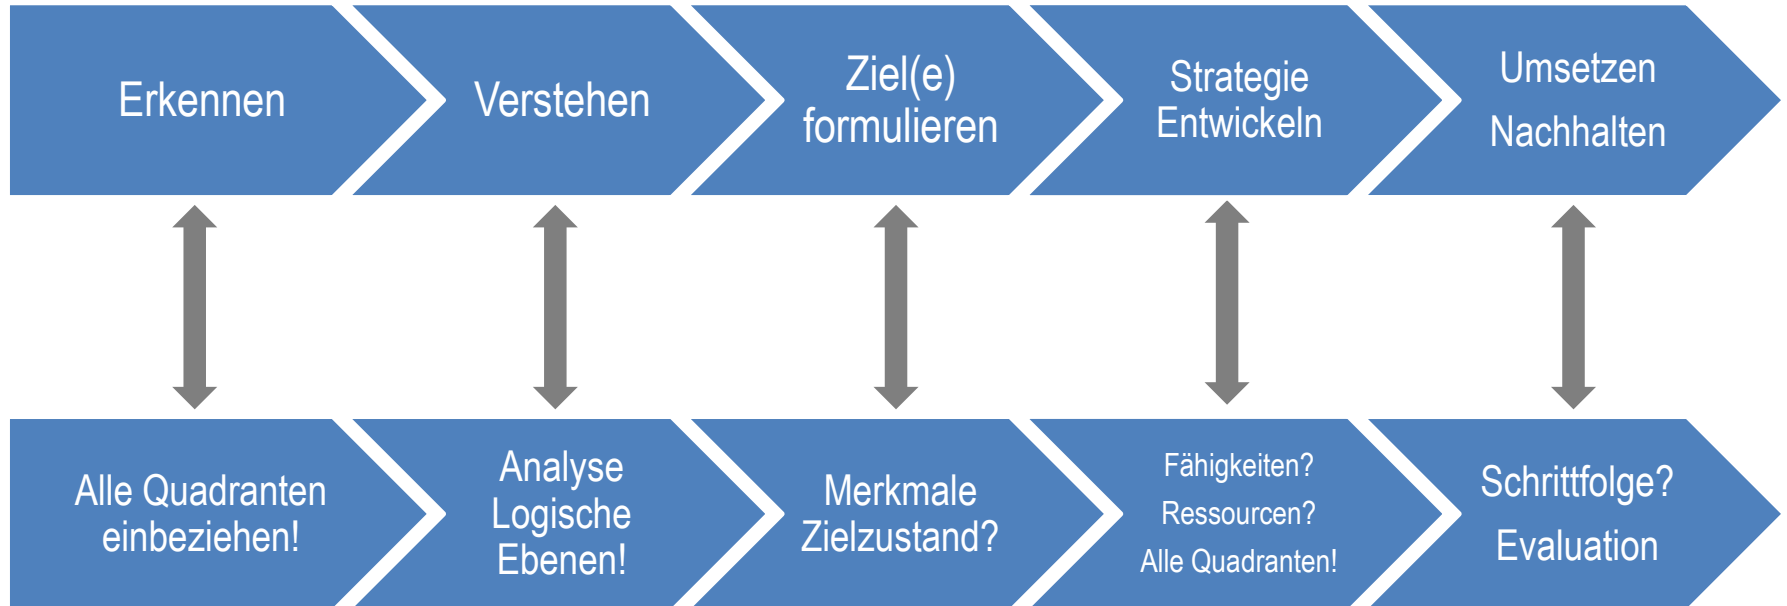 Erkennen
Verstehen
Ziel(e)
formulieren
Strategie
Entwickeln
Umsetzen
Nachhalten
Alle Quadranten
einbeziehen!
Analyse
Logische
Ebenen!
Merkmale
Zielzustand?
Fähigkeiten?
Ressourcen?
Alle Quadranten!
Schrittfolge?
Evaluation